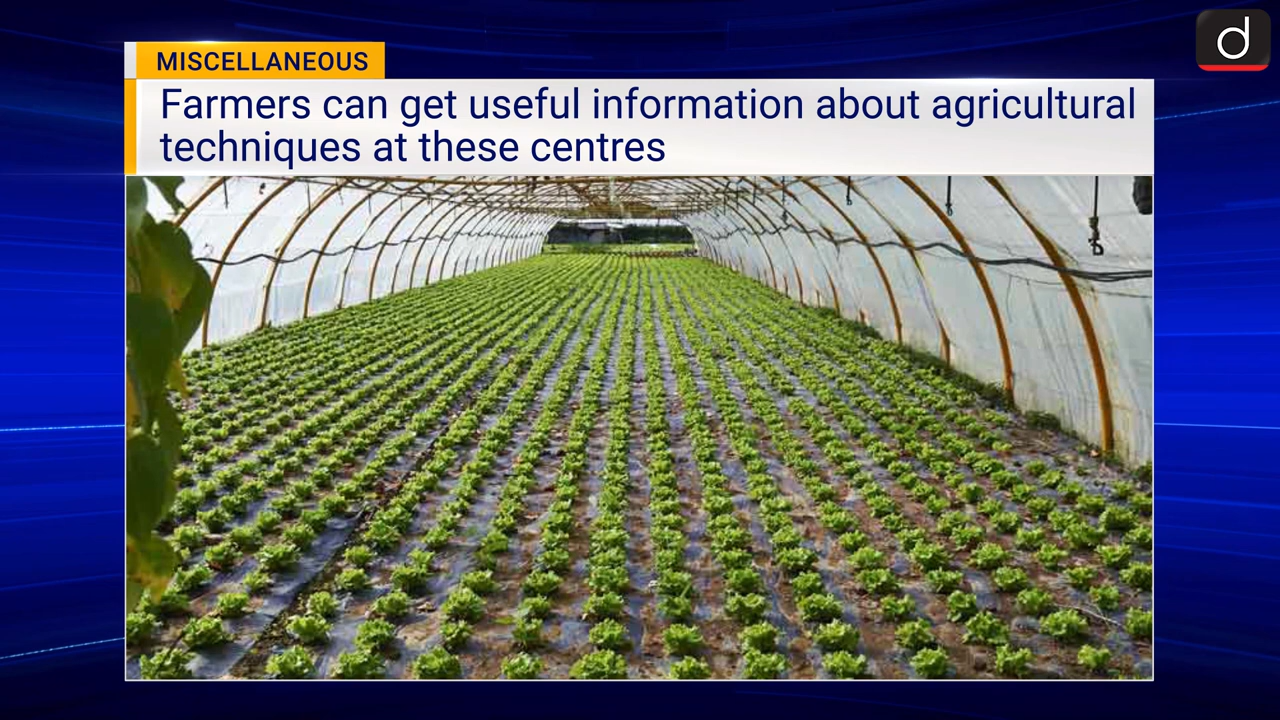 MISCELLANEOUS
d
Farmers can get useful information about agricultural
techniques at these centres